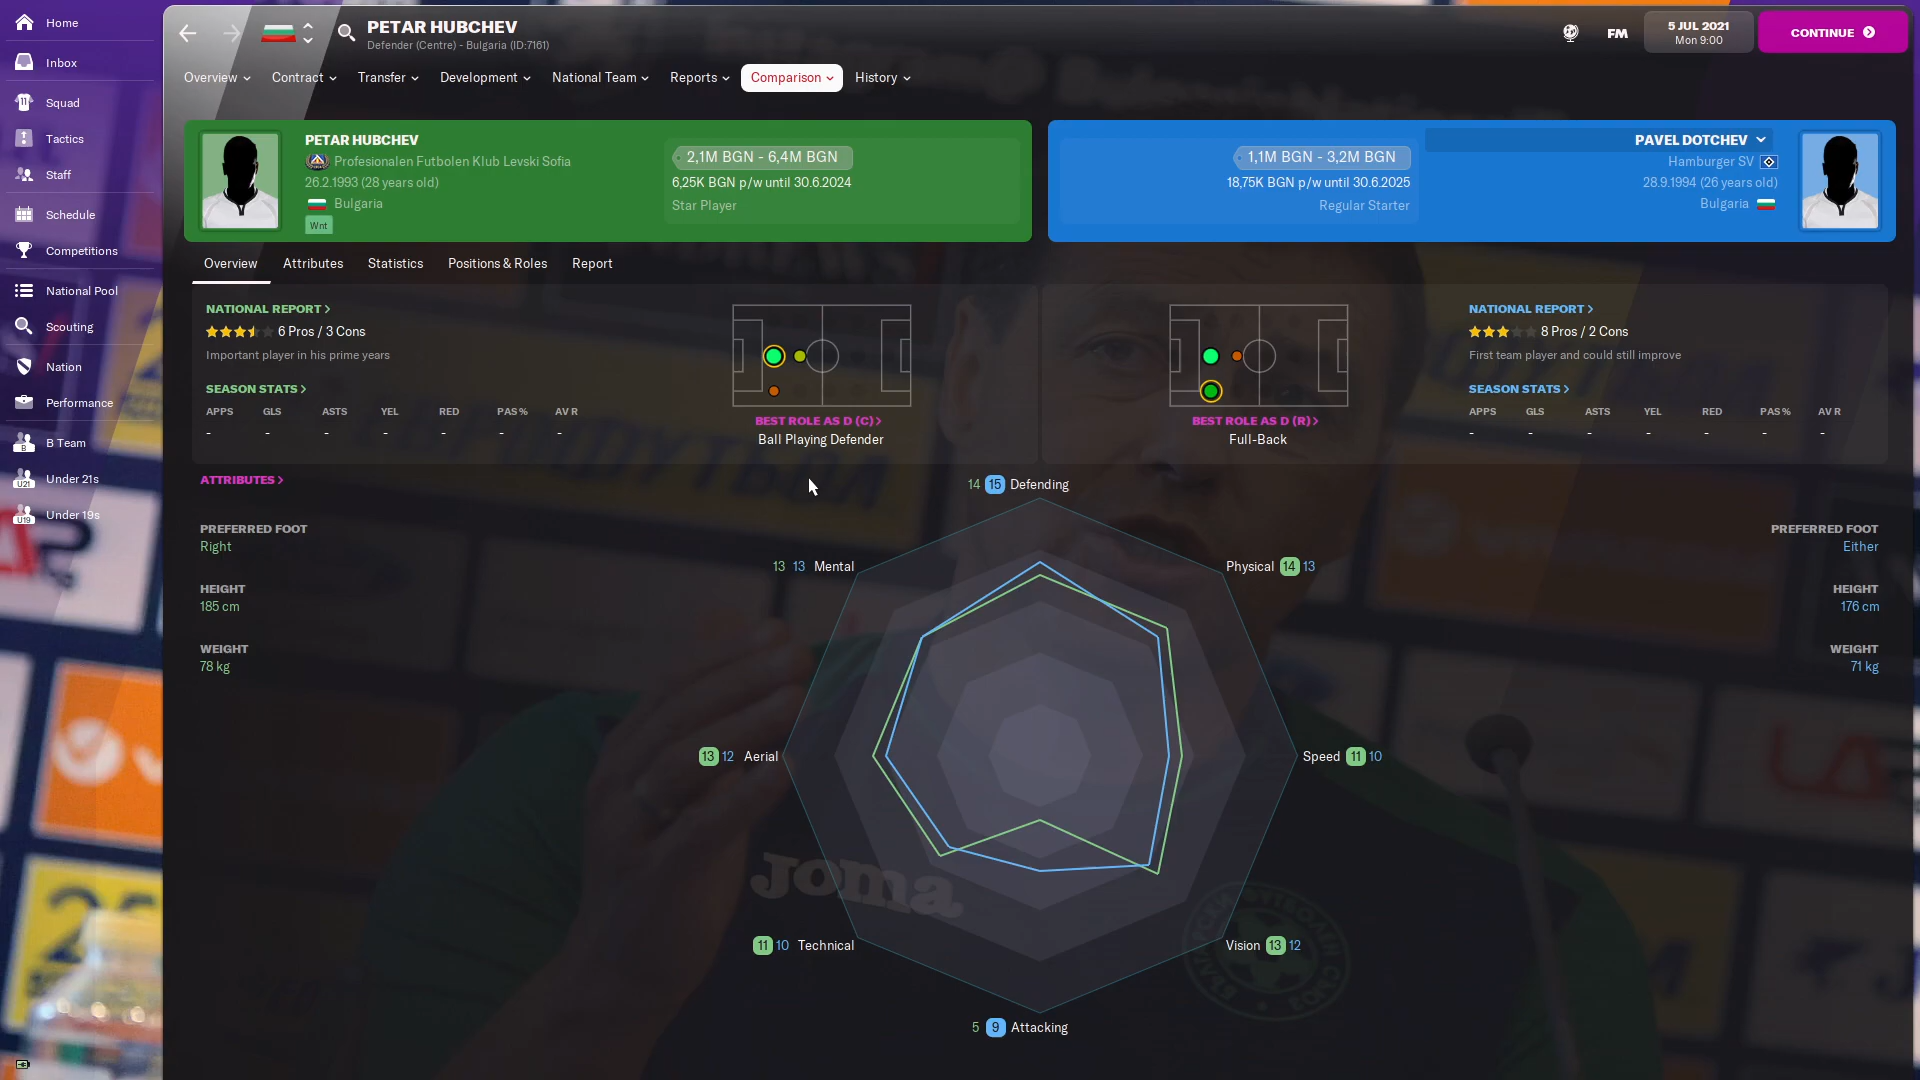 Home
Inbox
Squad
Tactics
Staff
Schedule
Competitions
National Pool
Scouting
Nation
Performance
B Team
Under 21s
Under 19s
PETAR HUBCHEV
Defender (Centre) - Bulgaria (ID:7161)
FM
5 JUL 2021
Mon 9:00
CONTINUE
Overview
Contract
Transfer
Development
National Team
Reports
Comparison
History
PETAR HUBCHEV
Profesionalen Futbolen Klub Levski Sofia
26.2.1993 (28 years old)
Bulgaria
Wnt
2,1M BGN - 6,4M BGN
6,25K BGN p/w until 30.6.2024
Star Player
1,1M BGN - 3,2M BGN
18,75K BGN p/w until 30.6.2025
Regular Starter
PAVEL DOTCHEV
Hamburger SV
28.9.1994 (26 years old)
Bulgaria
Overview Attributes Statistics Positions & Roles Report
NATIONAL REPORT >
6 Pros / 3 Cons
Important player in his prime years
SEASON STATS >
APPS GLS ASTS YEL RED PAS % AV R
- - - - - - -
BEST ROLE AS D (C) >
Ball Playing Defender
BEST ROLE AS D (R) >
Full-Back
NATIONAL REPORT >
8 Pros / 2 Cons
First team player and could still improve
SEASON STATS >
APPS GLS ASTS YEL RED PAS % AV R
- - - - - - -
ATTRIBUTES >
PREFERRED FOOT
Right
HEIGHT
185 cm
WEIGHT
78 kg
14 15 Defending
13 13 Mental
Physical 14 13
13 12 Aerial
Speed 11 10
11 10 Technical
Vision 13 12
5 9 Attacking
PREFERRED FOOT
Either
HEIGHT
176 cm
WEIGHT
71 kg
Joma